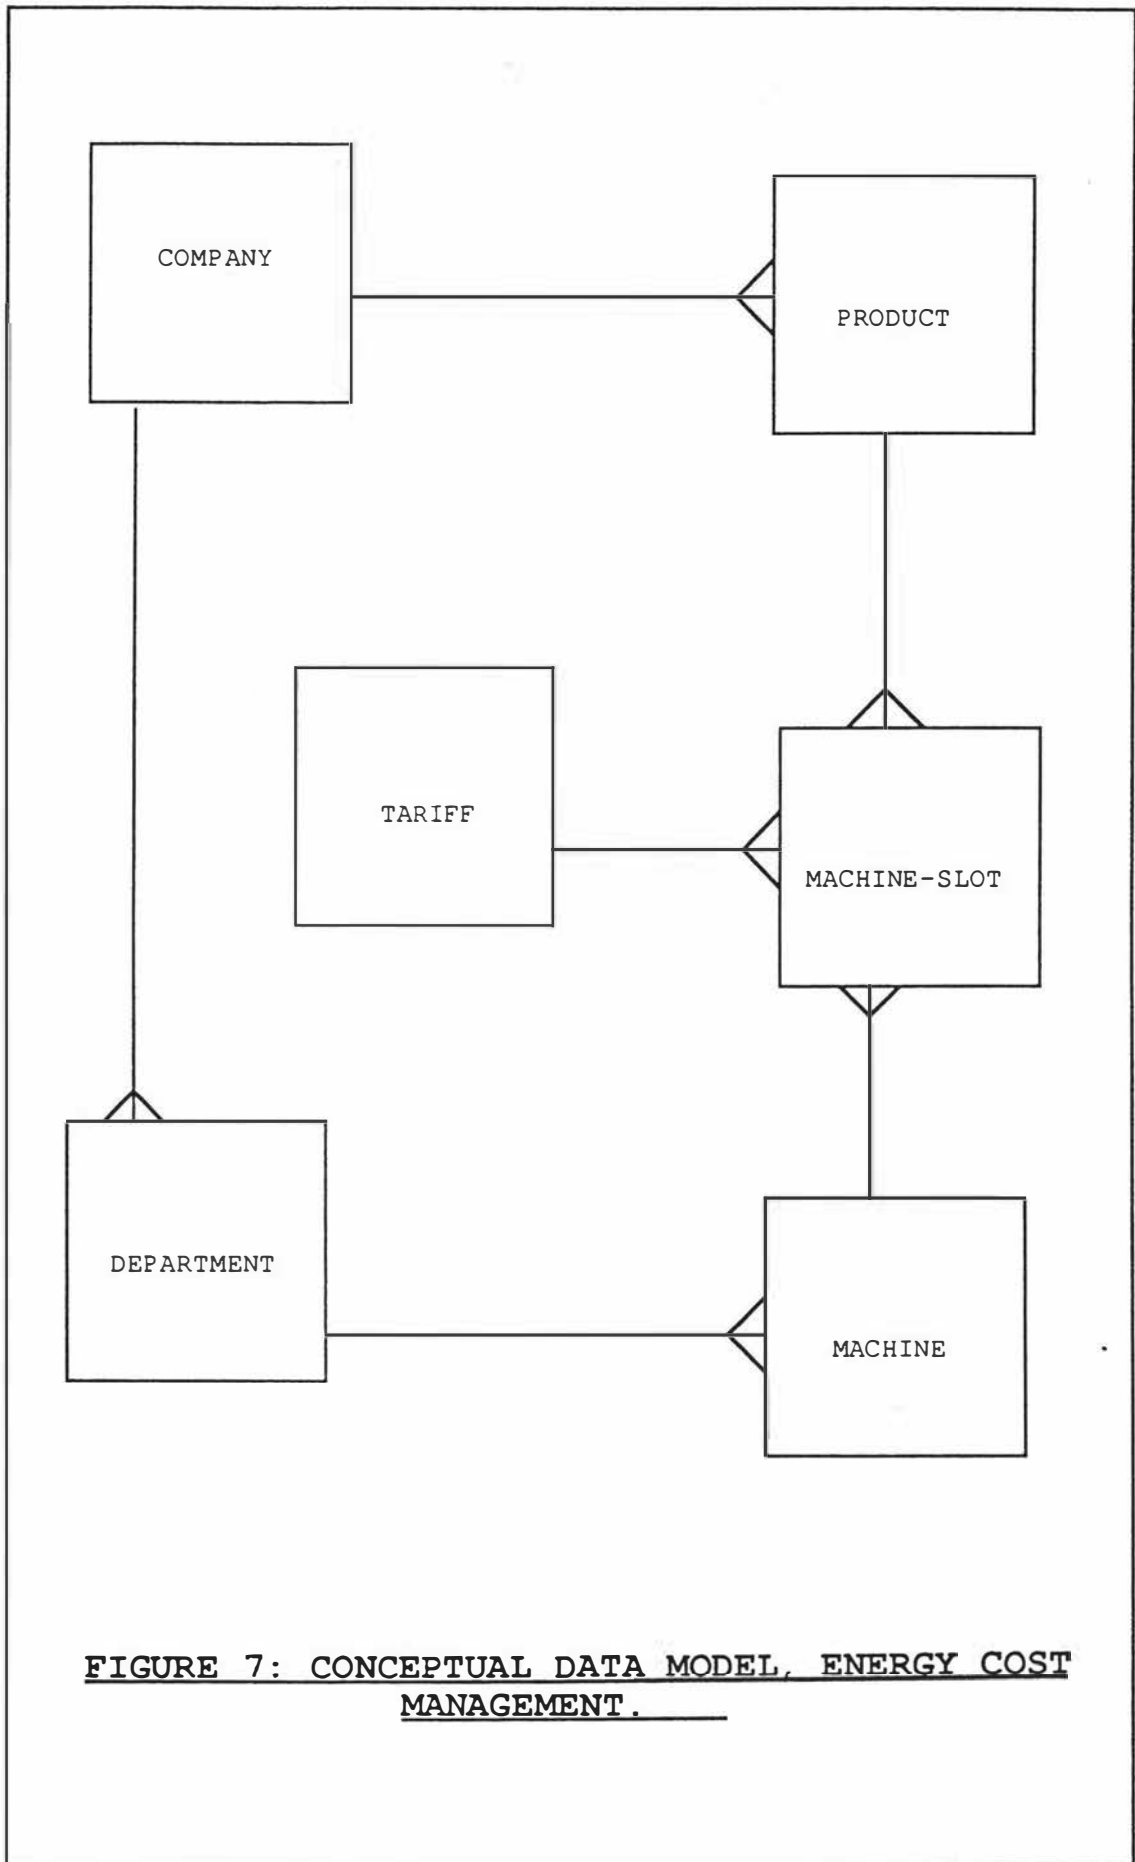 COMPANY
PRODUCT
TARIFF
MACHINE-SLOT
DEPARTMENT
MACHINE
FIGURE 7: CONCEPTUAL DATA MODEL, ENERGY COST
MANAGEMENT.